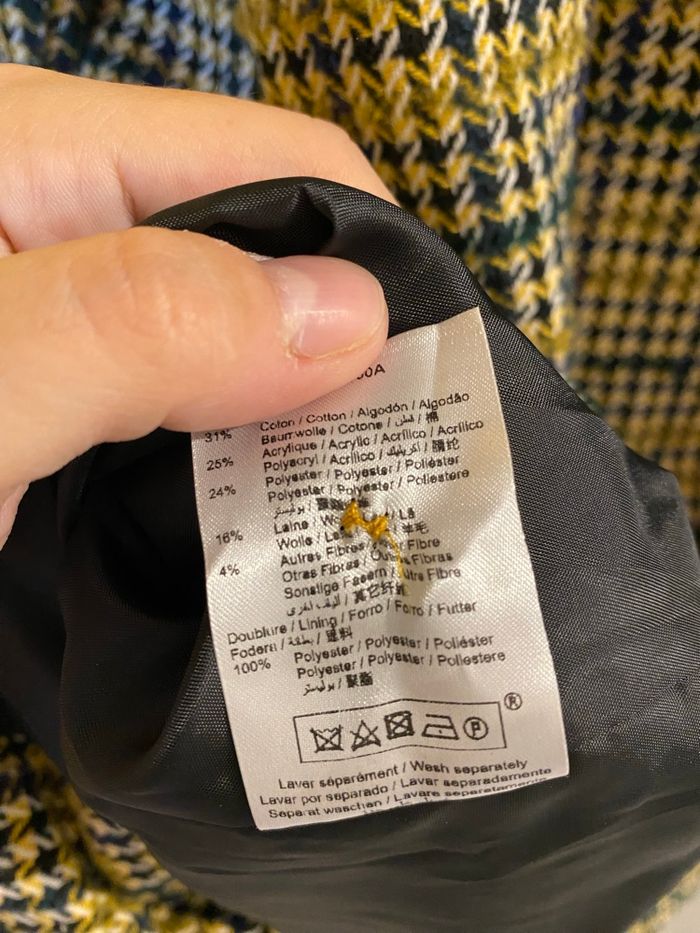 00A
31% Coton / Cotton / Algodón / Algodão
Baumwolle / Cotone / قطن / 棉
25% Acrylique / Acrylic / Acrílico / Acrílico
Polyacryl / Acrilico / أكريليك / 腈纶
24% Polyester / Polyester / Poliéster
Polyester / Polyester / Poliestere
بوليستر /
16% Laine / Lã
Wolle / 羊毛
4% Autres Fibres / Fibre
Otras Fibras / Outras Fibras
Sonstige Fasern / Altre Fibre
ألياف أخرى / 其它纤维
Doublure / Lining / Forro / Forro / Futter
Fodera / بطانة / 里料
100% Polyester / Polyester / Poliéster
Polyester / Polyester / Poliestere
بوليستر / 聚酯
P ®
Laver séparément / Wash separately
Lavar por separado / Lavar separadamente
Separat waschen / Lavare separatamente